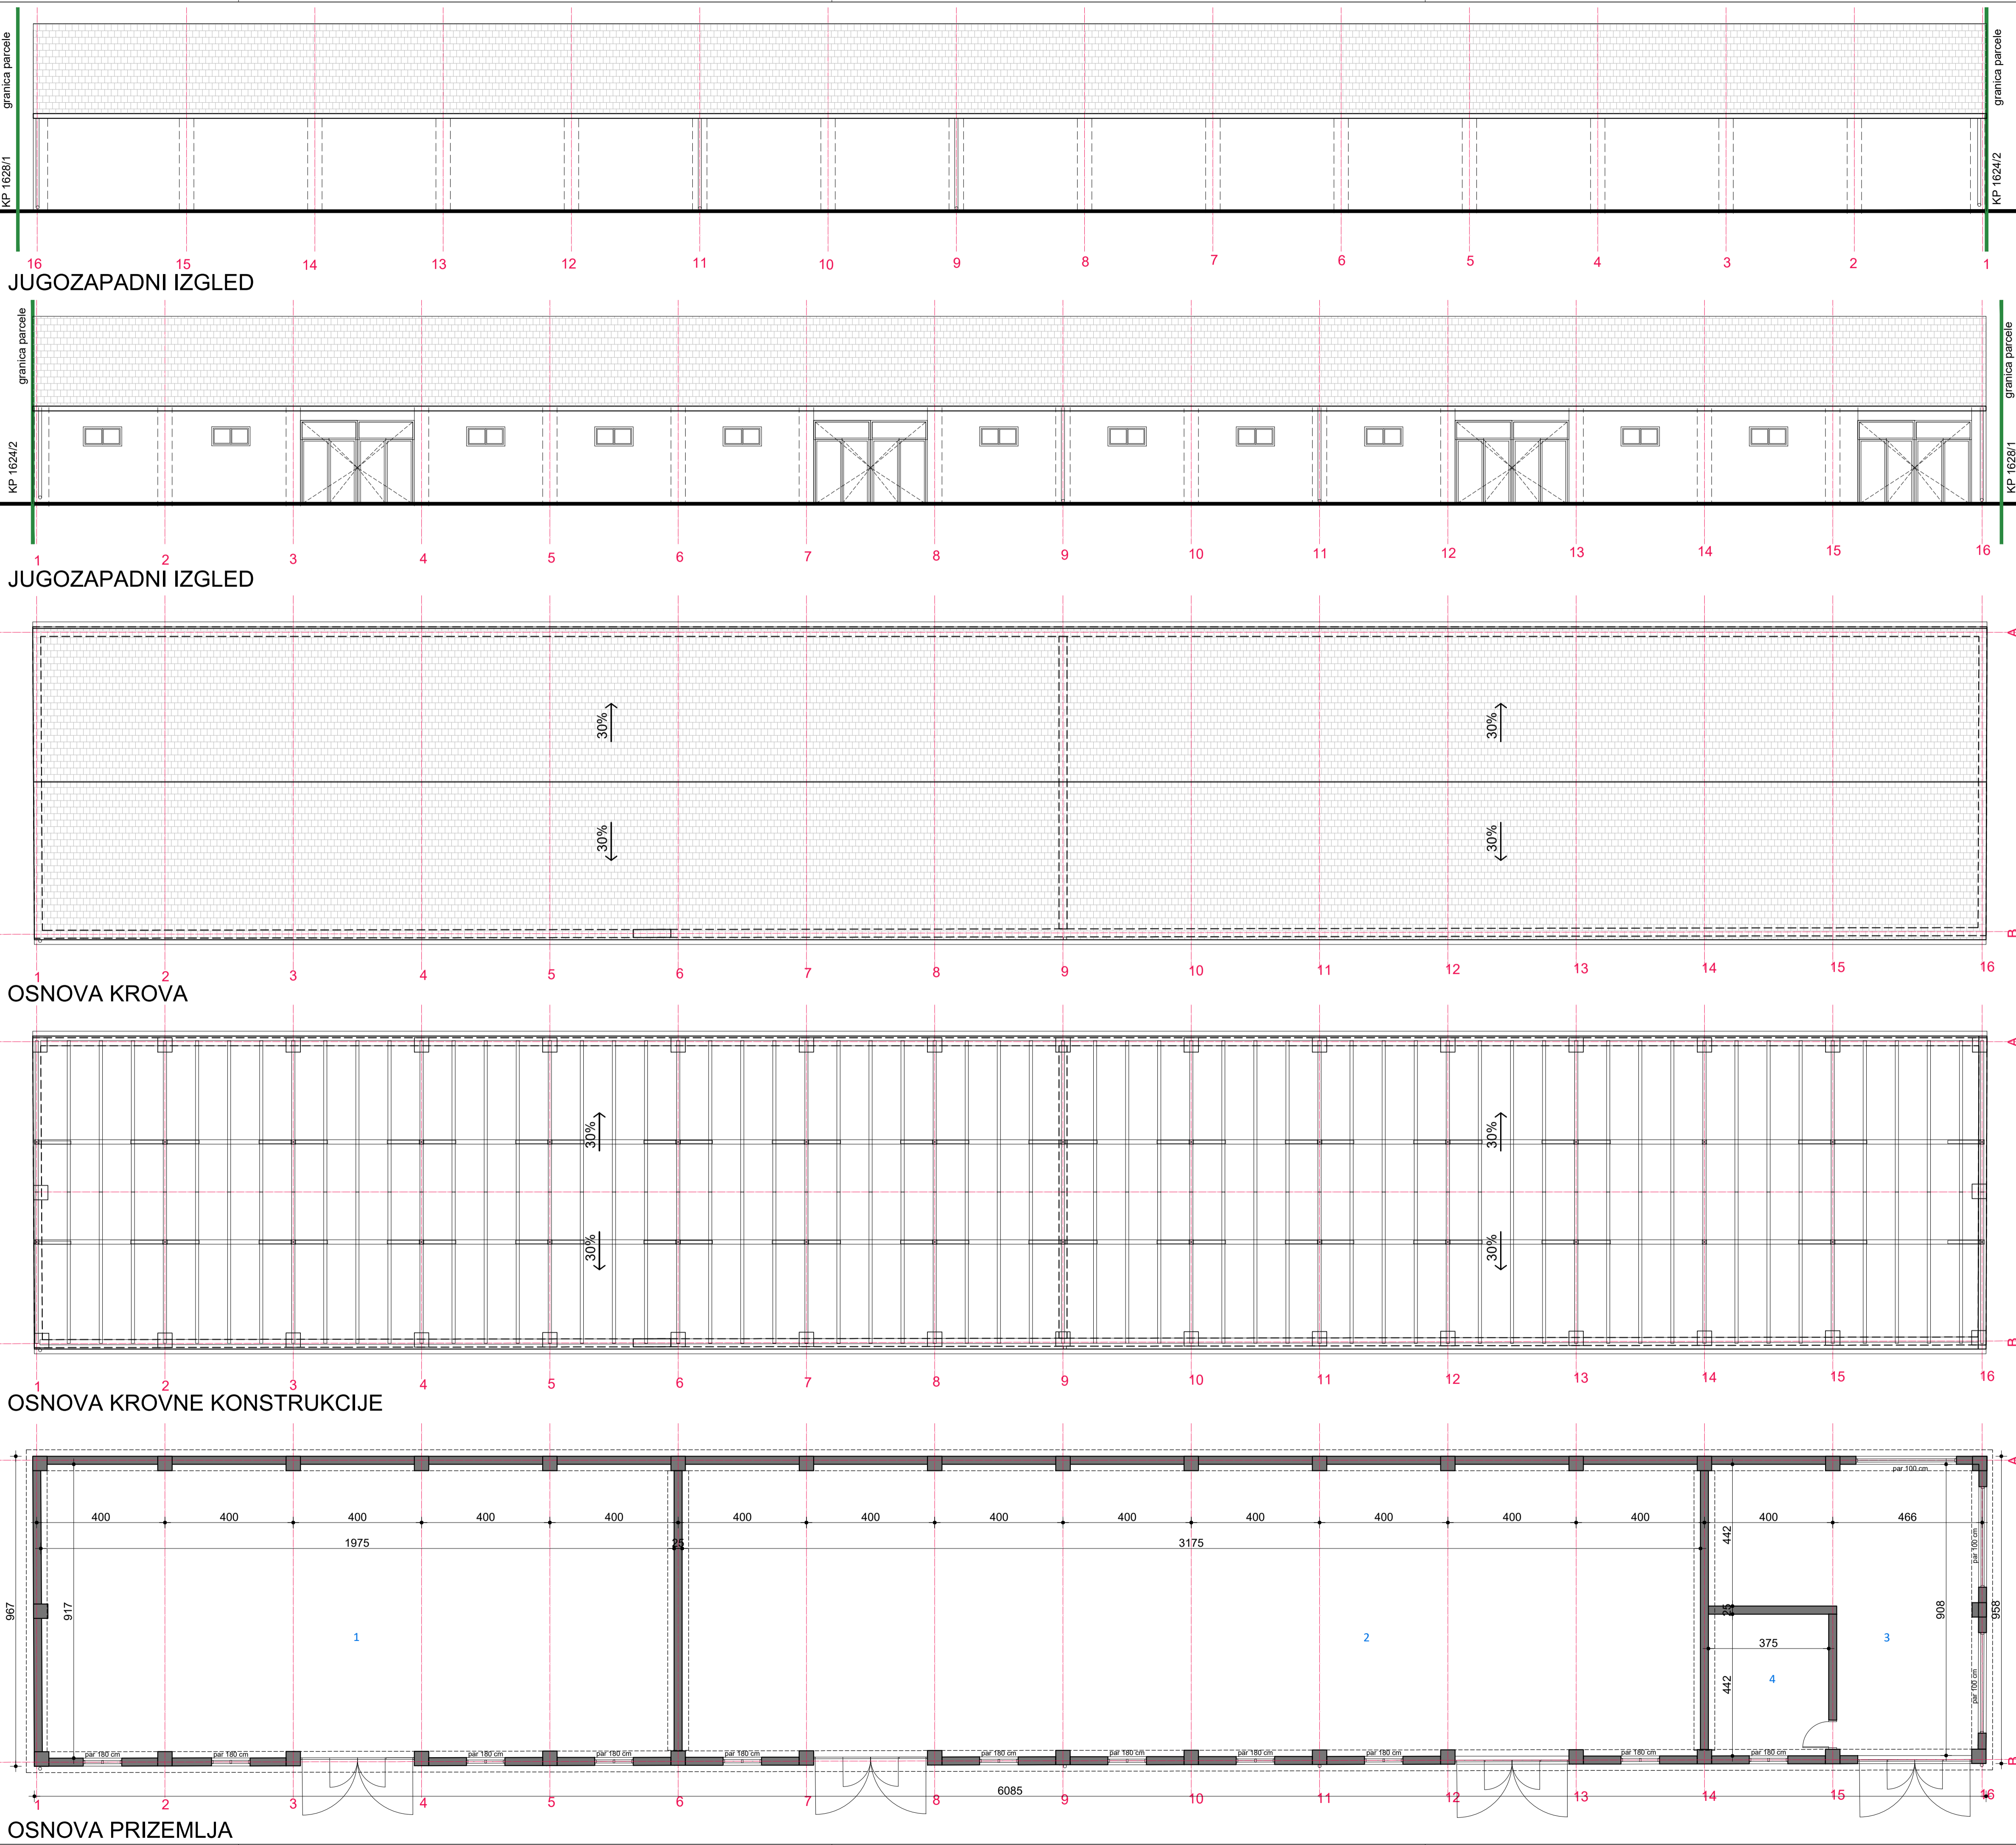 granica parcele
KP 1628/1
granica parcele
KP 1624/2
16 15 14 13 12 11 10 9 8 7 6 5 4 3 2 1
JUGOZAPADNI IZGLED
granica parcele
KP 1624/2
granica parcele
KP 1628/1
1 2 3 4 5 6 7 8 9 10 11 12 13 14 15 16
JUGOZAPADNI IZGLED
A
30% 30%
30% 30%
B
1 2 3 4 5 6 7 8 9 10 11 12 13 14 15 16
OSNOVA KROVA
A
30% 30%
30% 30%
B
1 2 3 4 5 6 7 8 9 10 11 12 13 14 15 16
OSNOVA KROVNE KONSTRUKCIJE
A
par 100 cm
400 400 400 400 400 400 400 400 400 400 400 400 400 400 466
1975 25 3175
442
par 100 cm
967 917
25
908 958
1 2 3
375
4
442
par 100 cm
par 180 cm par 180 cm par 180 cm par 180 cm par 180 cm par 180 cm par 180 cm par 180 cm par 180 cm par 180 cm par 180 cm
B
6085
1 2 3 4 5 6 7 8 9 10 11 12 13 14 15 16
OSNOVA PRIZEMLJA